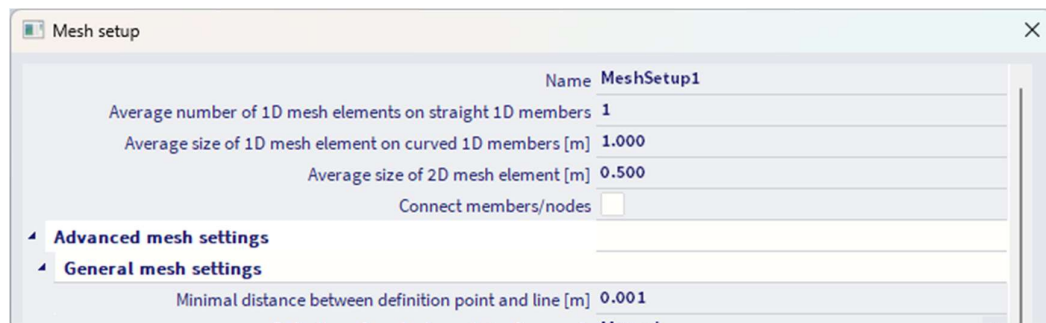 Mesh setup
Name MeshSetup1
Average number of 1D mesh elements on straight 1D members 1
Average size of 1D mesh element on curved 1D members [m] 1.000
Average size of 2D mesh element [m] 0.500
Connect members/nodes
Advanced mesh settings
General mesh settings
Minimal distance between definition point and line [m] 0.001